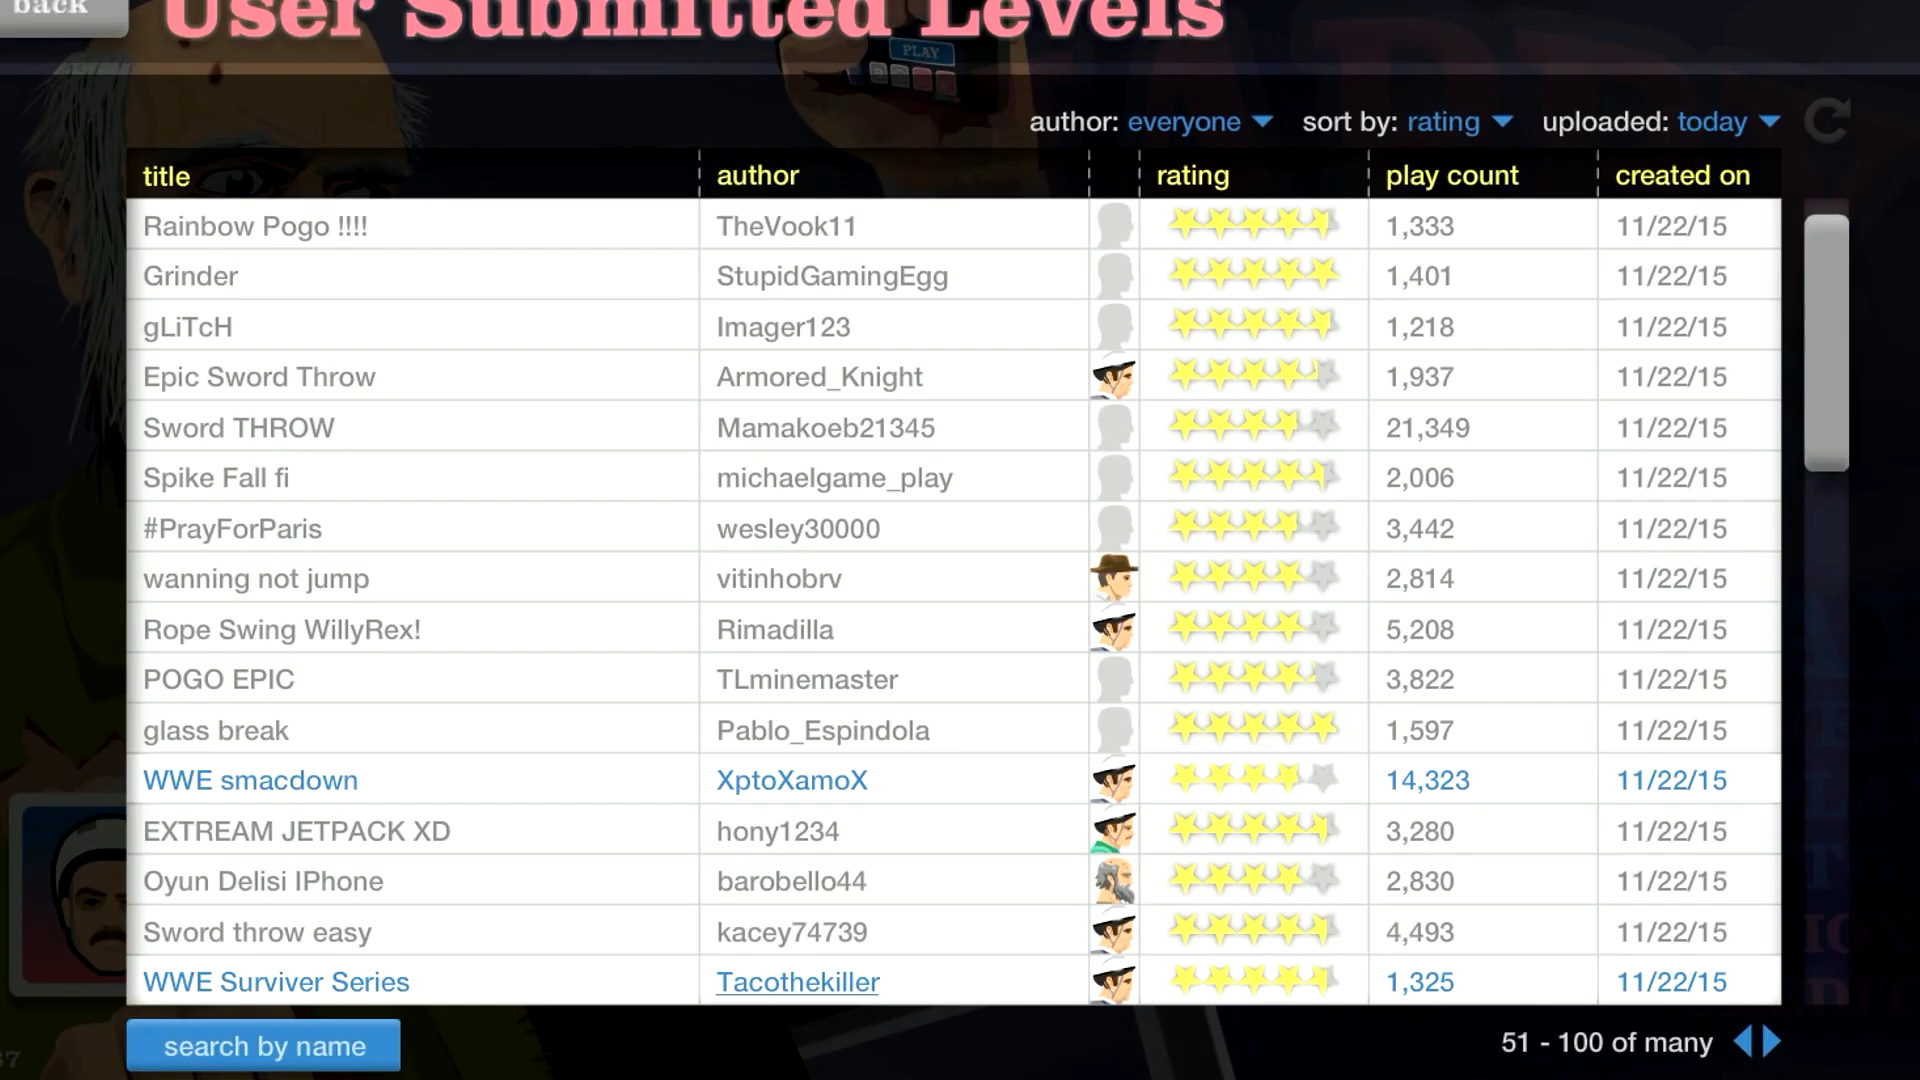 back
User Submitted Levels
PLAY
author: everyone sort by: rating uploaded: today
title author rating play count created on
Rainbow Pogo !!!! TheVook11 1,333 11/22/15
Grinder StupidGamingEgg 1,401 11/22/15
gLiTcH Imager123 1,218 11/22/15
Epic Sword Throw Armored_Knight 1,937 11/22/15
Sword THROW Mamakoeb21345 21,349 11/22/15
Spike Fall fi michaelgame_play 2,006 11/22/15
#PrayForParis wesley30000 3,442 11/22/15
wanning not jump vitinhobrv 2,814 11/22/15
Rope Swing WillyRex! Rimadilla 5,208 11/22/15
POGO EPIC TLminemaster 3,822 11/22/15
glass break Pablo_Espindola 1,597 11/22/15
WWE smacdown XptoXamoX 14,323 11/22/15
EXTREAM JETPACK XD hony1234 3,280 11/22/15
Oyun Delisi IPhone barobello44 2,830 11/22/15
Sword throw easy kacey74739 4,493 11/22/15
WWE Surviver Series Tacothekiller 1,325 11/22/15
search by name 51 - 100 of many